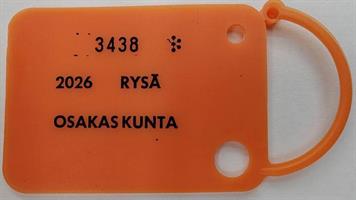 3438
2026 RYSÄ
OSAKAS KUNTA